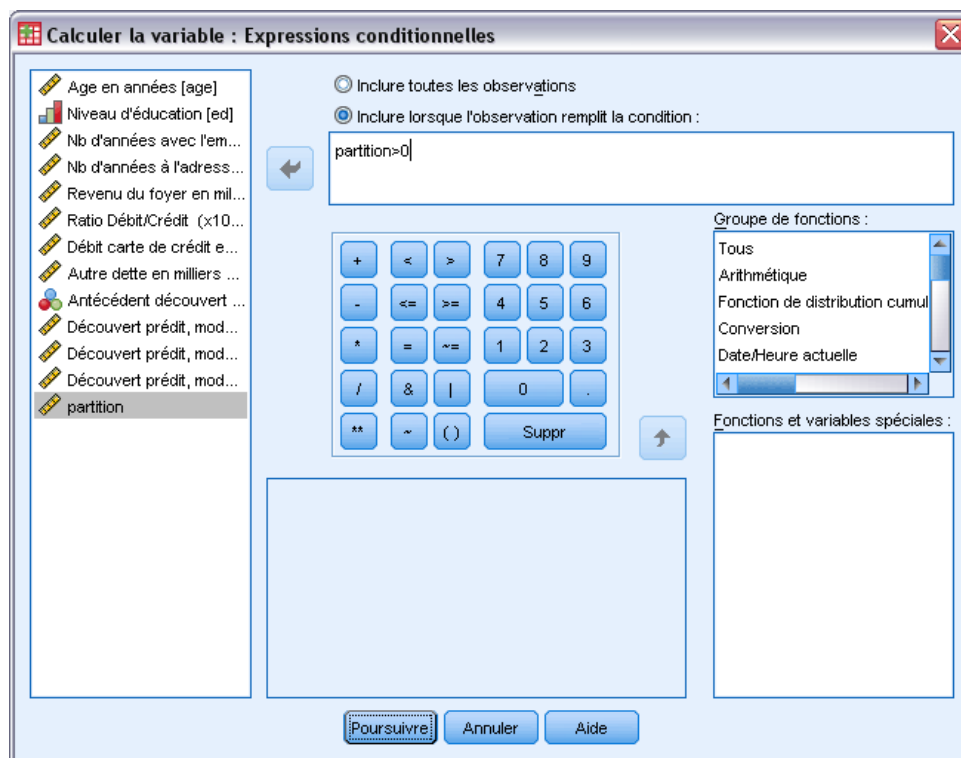 Calculer la variable : Expressions conditionnelles
Age en années [age]
Niveau d'éducation [ed]
Nb d'années avec l'em...
Nb d'années à l'adress...
Revenu du foyer en mil...
Ratio Débit/Crédit (x10...
Débit carte de crédit e...
Autre dette en milliers ...
Antécédent découvert ...
Découvert prédit, mod...
Découvert prédit, mod...
Découvert prédit, mod...
partition
Inclure toutes les observations
Inclure lorsque l'observation remplit la condition :
partition>0
+ < > 7 8 9
- <= >= 4 5 6
* = ~= 1 2 3
/ & | 0 .
** ~ ( ) Suppr
Groupe de fonctions :
Tous
Arithmétique
Fonction de distribution cumul
Conversion
Date/Heure actuelle
Fonctions et variables spéciales :
Poursuivre Annuler Aide